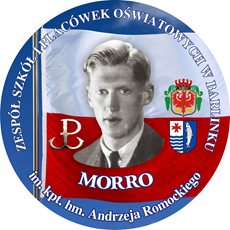 ZESPÓŁ SZKÓŁ I PLACÓWEK OŚWIATOWYCH W BARLINKU
MORRO
im. kpt. hm. Andrzeja Romockiego